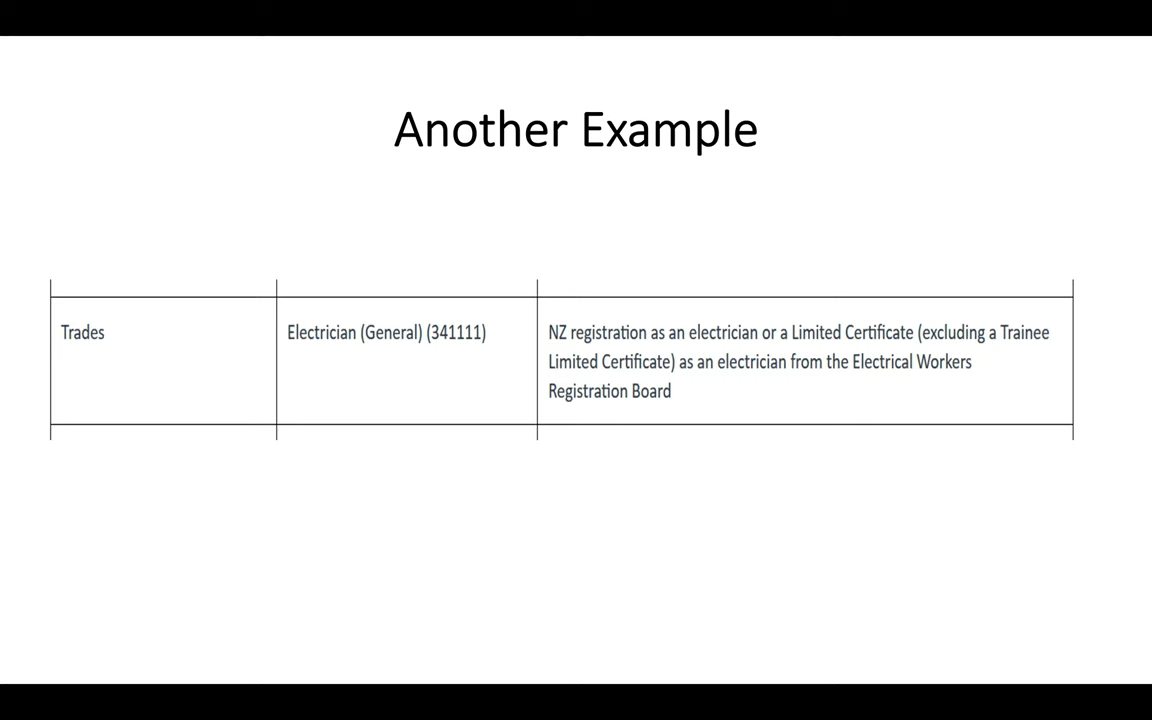 Another Example
Trades
Electrician (General) (341111)
NZ registration as an electrician or a Limited Certificate (excluding a Trainee
Limited Certificate) as an electrician from the Electrical Workers
Registration Board